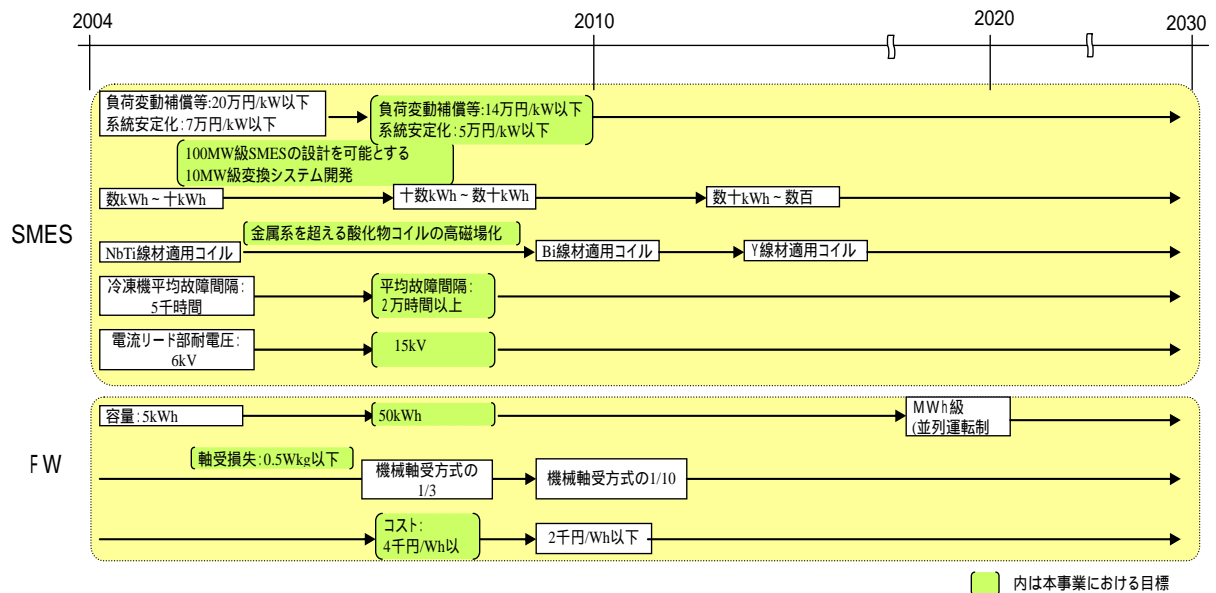 2004
2010
2020
2030
SMES
負荷変動補償等:20万円/kW以下
系統安定化:7万円/kW以下
負荷変動補償等:14万円/kW以下
系統安定化:5万円/kW以下
100MW級SMESの設計を可能とする
10MW級変換システム開発
数kWh~十kWh
十数kWh~数十kWh
数十kWh~数百
NbTi線材適用コイル
金属系を超える酸化物コイルの高磁場化
Bi線材適用コイル
Y線材適用コイル
冷凍機平均故障間隔:
5千時間
平均故障間隔:
2万時間以上
電流リード部耐電圧:
6kV
15kV
FW
容量:5kWh
50kWh
MWh級
(並列運転制
軸受損失:0.5Wkg以下
機械軸受方式の
1/3
機械軸受方式の1/10
コスト:
4千円/Wh以
2千円/Wh以下
内は本事業における目標